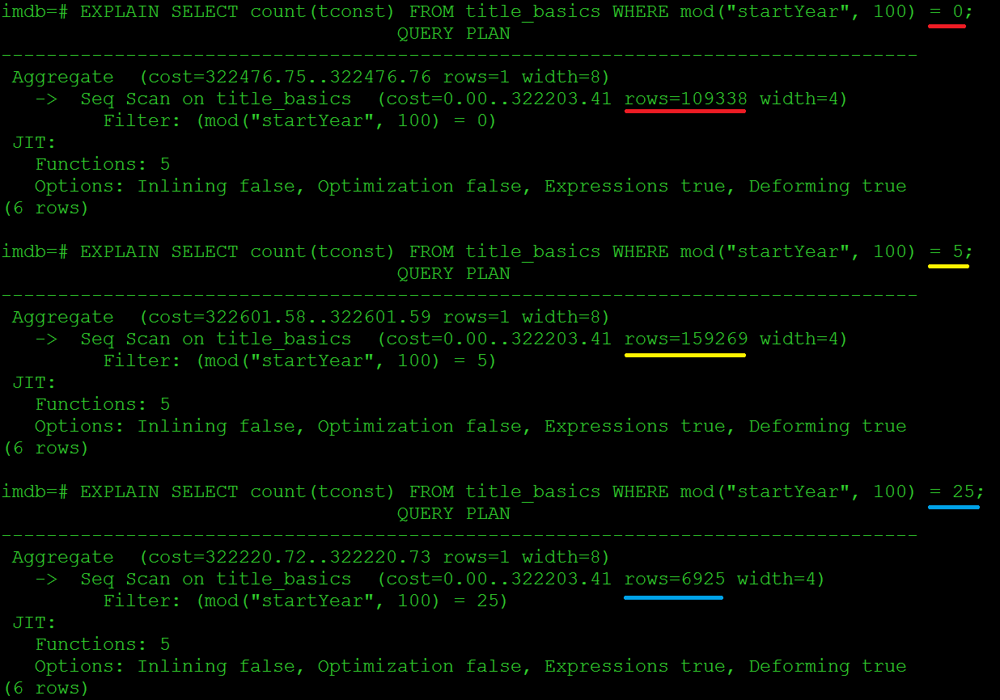 imdb=# EXPLAIN SELECT count(tconst) FROM title_basics WHERE mod("startYear", 100) = 0;
QUERY PLAN
---------------------------------------------------------------------------------
Aggregate  (cost=322476.75..322476.76 rows=1 width=8)
->  Seq Scan on title_basics  (cost=0.00..322203.41 rows=109338 width=4)
Filter: (mod("startYear", 100) = 0)
JIT:
Functions: 5
Options: Inlining false, Optimization false, Expressions true, Deforming true
(6 rows)
imdb=# EXPLAIN SELECT count(tconst) FROM title_basics WHERE mod("startYear", 100) = 5;
QUERY PLAN
---------------------------------------------------------------------------------
Aggregate  (cost=322601.58..322601.59 rows=1 width=8)
->  Seq Scan on title_basics  (cost=0.00..322203.41 rows=159269 width=4)
Filter: (mod("startYear", 100) = 5)
JIT:
Functions: 5
Options: Inlining false, Optimization false, Expressions true, Deforming true
(6 rows)
imdb=# EXPLAIN SELECT count(tconst) FROM title_basics WHERE mod("startYear", 100) = 25;
QUERY PLAN
---------------------------------------------------------------------------------
Aggregate  (cost=322220.72..322220.73 rows=1 width=8)
->  Seq Scan on title_basics  (cost=0.00..322203.41 rows=6925 width=4)
Filter: (mod("startYear", 100) = 25)
JIT:
Functions: 5
Options: Inlining false, Optimization false, Expressions true, Deforming true
(6 rows)